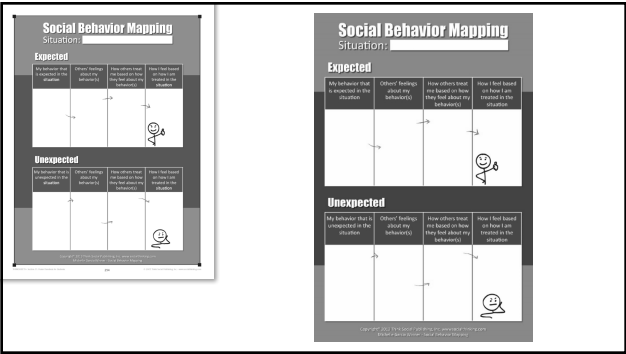 Social Behavior Mapping
Situation:
Expected
My behavior that
is expected in the
situation
Others' feelings
about my
behavior(s)
How others treat
me based on how
they feel about my
behavior(s)
How I feel based
on how I am
treated in the
situation
Unexpected
My behavior that is
unexpected in the
situation
Others' feelings
about my
behavior(s)
How others treat
me based on how
they feel about my
behavior(s)
How I feel based
on how I am
treated in the
situation
Social Behavior Mapping
Situation:
Expected
My behavior that
is expected in the
situation
Others' feelings
about my
behavior(s)
How others treat
me based on how
they feel about my
behavior(s)
How I feel based
on how I am
treated in the
situation
Unexpected
My behavior that is
unexpected in the
situation
Others' feelings
about my
behavior(s)
How others treat
me based on how
they feel about my
behavior(s)
How I feel based
on how I am
treated in the
situation
Social Behavior Mapping